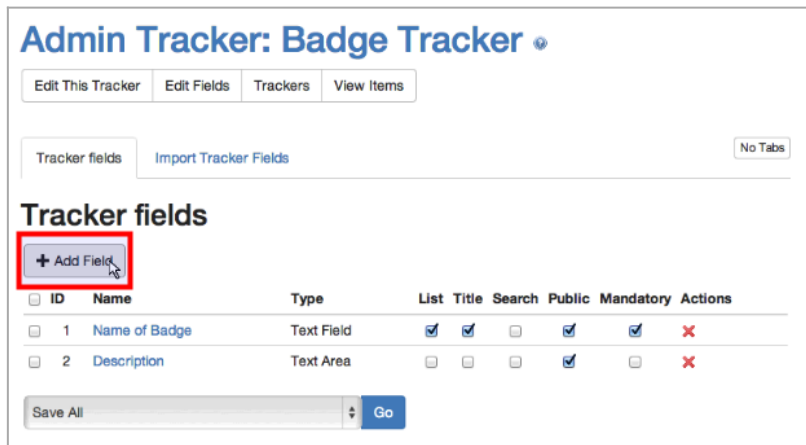 Admin Tracker: Badge Tracker
Edit This Tracker Edit Fields Trackers View Items
No Tabs
Tracker fields Import Tracker Fields
Tracker fields
+ Add Field
ID Name Type List Title Search Public Mandatory Actions
1 Name of Badge Text Field
2 Description Text Area
Save All Go